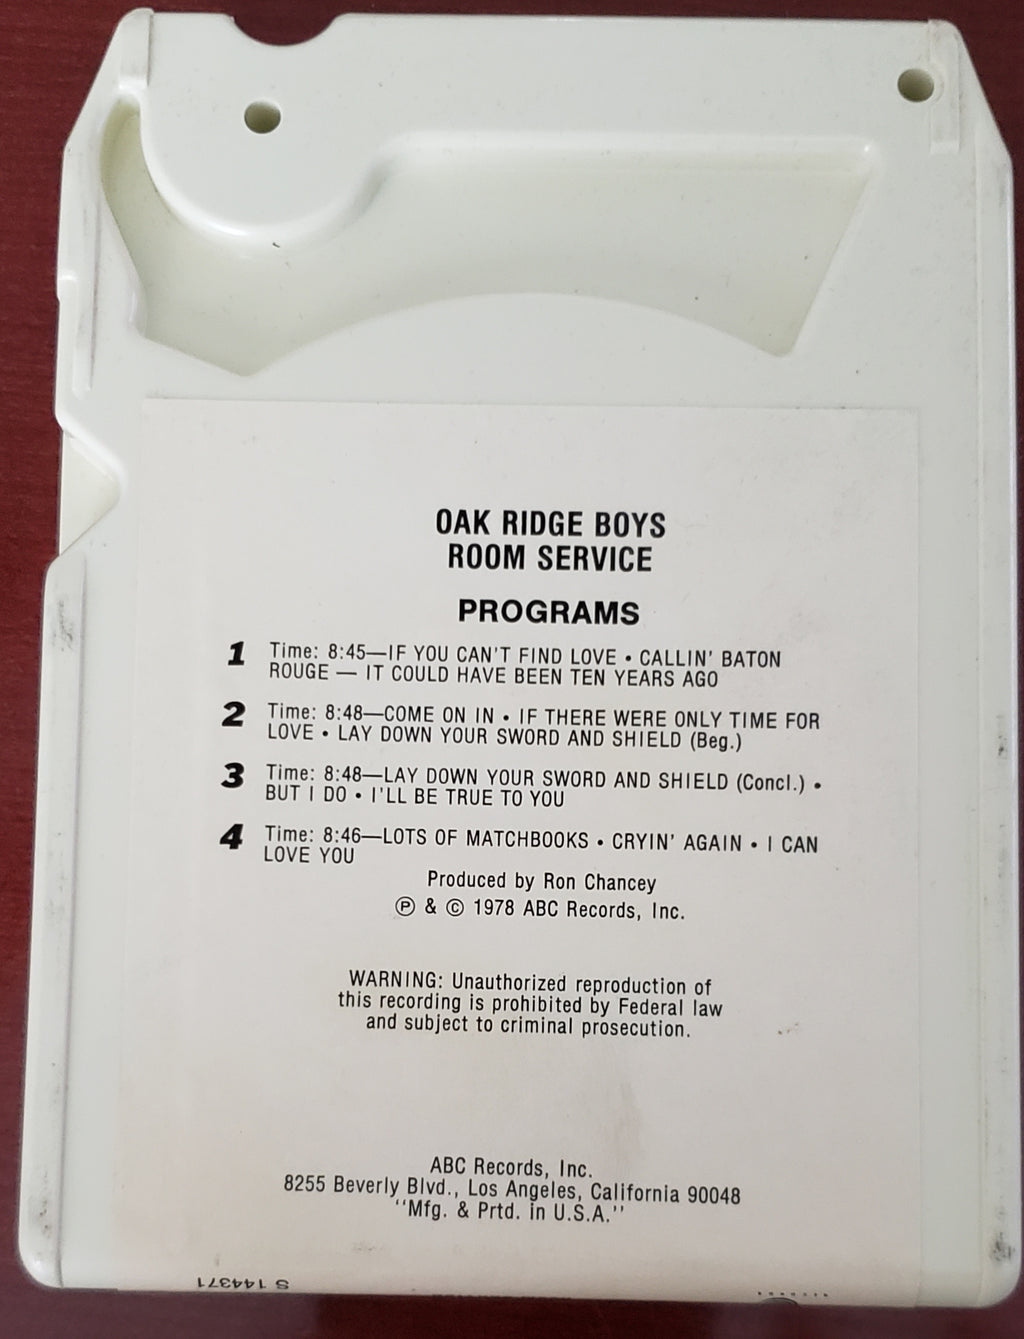 OAK RIDGE BOYS
ROOM SERVICE
PROGRAMS
1 Time: 8:45—IF YOU CAN'T FIND LOVE • CALLIN' BATON
ROUGE — IT COULD HAVE BEEN TEN YEARS AGO
2 Time: 8:48—COME ON IN • IF THERE WERE ONLY TIME FOR
LOVE • LAY DOWN YOUR SWORD AND SHIELD (Beg.)
3 Time: 8:48—LAY DOWN YOUR SWORD AND SHIELD (Concl.) •
BUT I DO • I'LL BE TRUE TO YOU
4 Time: 8:46—LOTS OF MATCHBOOKS • CRYIN' AGAIN • I CAN
LOVE YOU
Produced by Ron Chancey
℗ & © 1978 ABC Records, Inc.
WARNING: Unauthorized reproduction of
this recording is prohibited by Federal law
and subject to criminal prosecution.
ABC Records, Inc.
8255 Beverly Blvd., Los Angeles, California 90048
"Mfg. & Prtd. in U.S.A."
S 144371